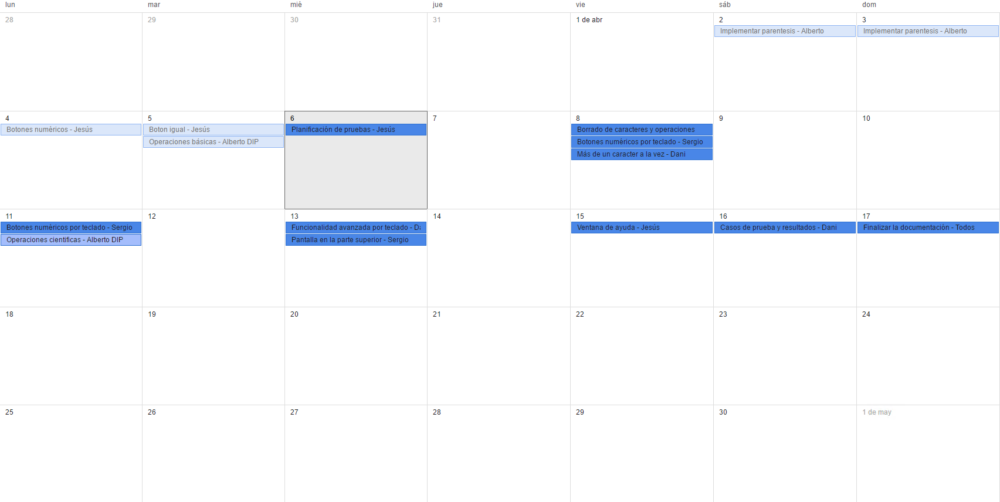 lun mar mié jue vie sáb dom
28 29 30 31 1 de abr 2 3
Implementar parentesis - Alberto
Implementar parentesis - Alberto
4 5 6 7 8 9 10
Botones numéricos - Jesús
Boton igual - Jesús
Operaciones básicas - Alberto DIP
Planificación de pruebas - Jesús
Borrado de caracteres y operaciones
Botones numéricos por teclado - Sergio
Más de un caracter a la vez - Dani
11 12 13 14 15 16 17
Botones numéricos por teclado - Sergio
Operaciones cientificas - Alberto DIP
Funcionalidad avanzada por teclado -
Pantalla en la parte superior - Sergio
Ventana de ayuda - Jesús
Casos de prueba y resultados - Dani
Finalizar la documentación - Todos
18 19 20 21 22 23 24
25 26 27 28 29 30 1 de may